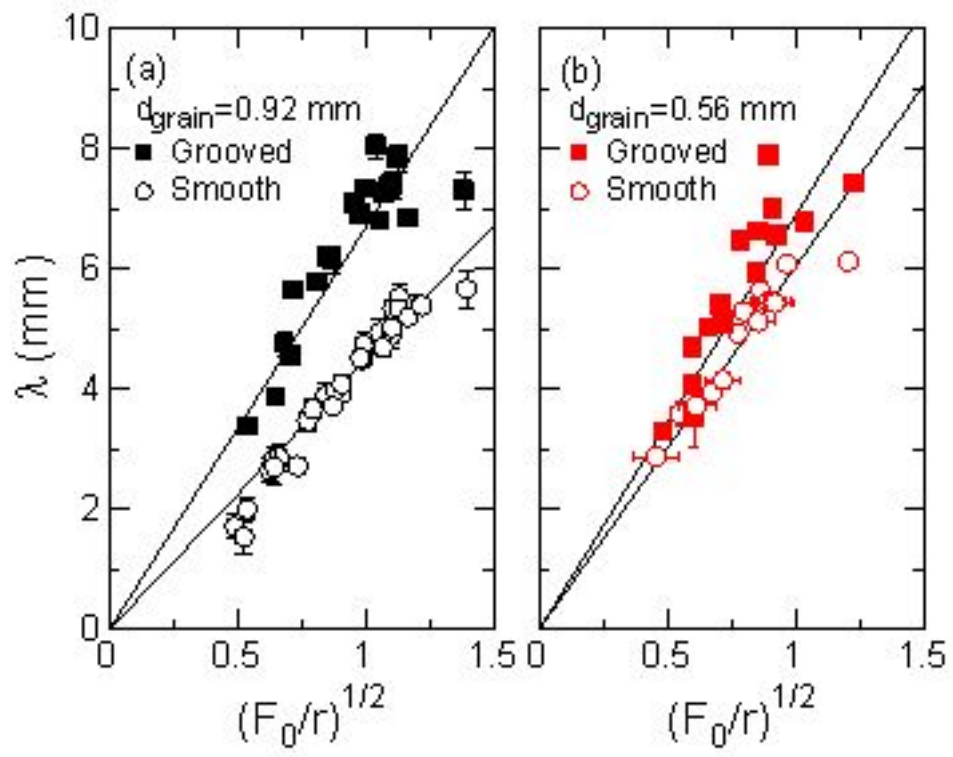 (a)
d_grain=0.92 mm
Grooved
Smooth
(b)
d_grain=0.56 mm
Grooved
Smooth
10
8
6
4
2
0
λ (mm)
0.5 1 1.5
0 0.5 1 1.5
(F_0/r)^1/2
(F_0/r)^1/2